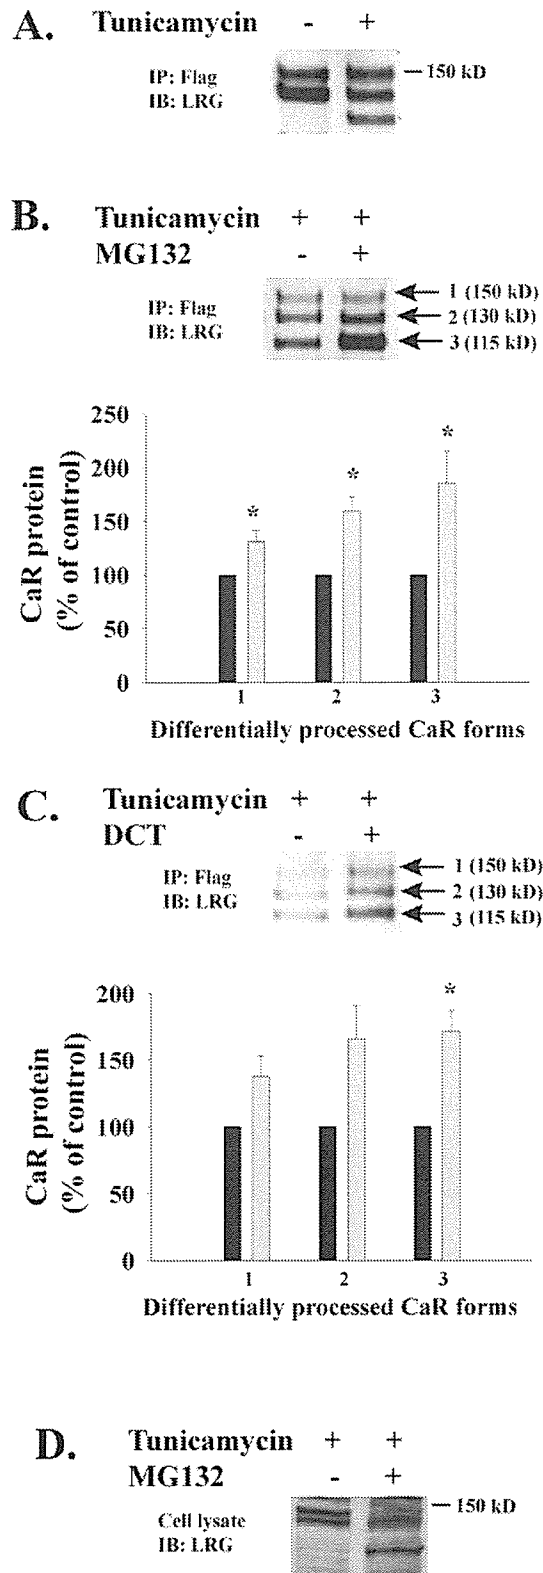 A. Tunicamycin - +
IP: Flag
IB: LRG
150 kD
B. Tunicamycin + +
MG132 - +
IP: Flag
IB: LRG
1 (150 kD)
2 (130 kD)
3 (115 kD)
250
200
150
100
50
0
CaR protein
(% of control)
* * *
1 2 3
Differentially processed CaR forms
C. Tunicamycin + +
DCT - +
IP: Flag
IB: LRG
1 (150 kD)
2 (130 kD)
3 (115 kD)
200
150
100
50
0
CaR protein
(% of control)
*
1 2 3
Differentially processed CaR forms
D. Tunicamycin + +
MG132 - +
Cell lysate
IB: LRG
150 kD